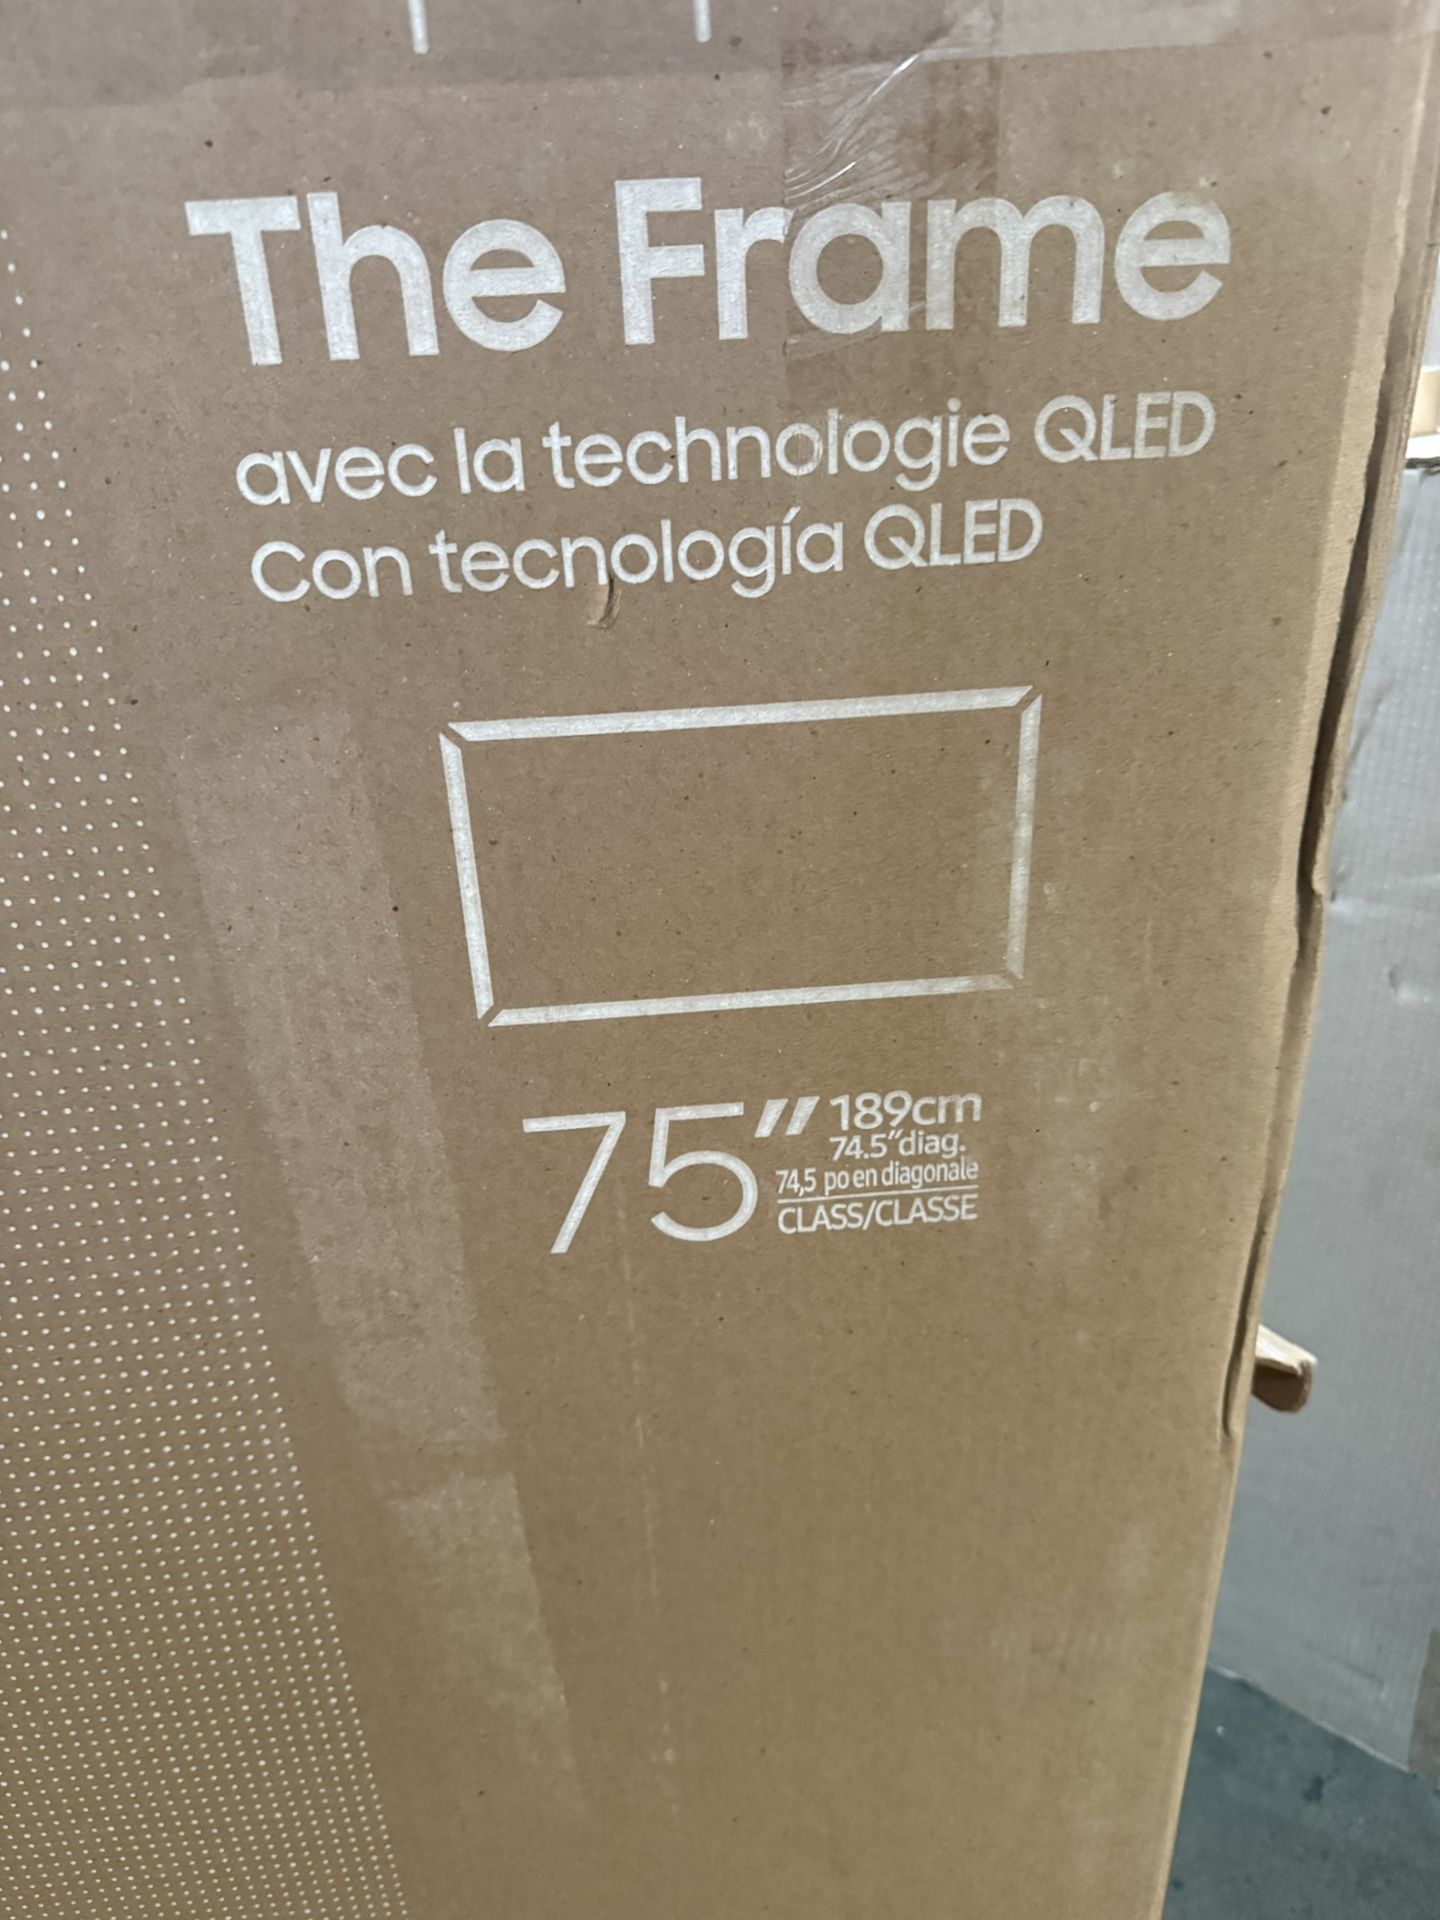 The Frame
avec la technologie QLED
Con tecnología QLED
75" 189cm
74.5"diag.
74,5 po en diagonale
CLASS/CLASSE